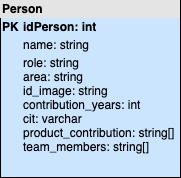 Person
PK idPerson: int
name: string
role: string
area: string
id_image: string
contribution_years: int
cit: varchar
product_contribution: string[]
team_members: string[]